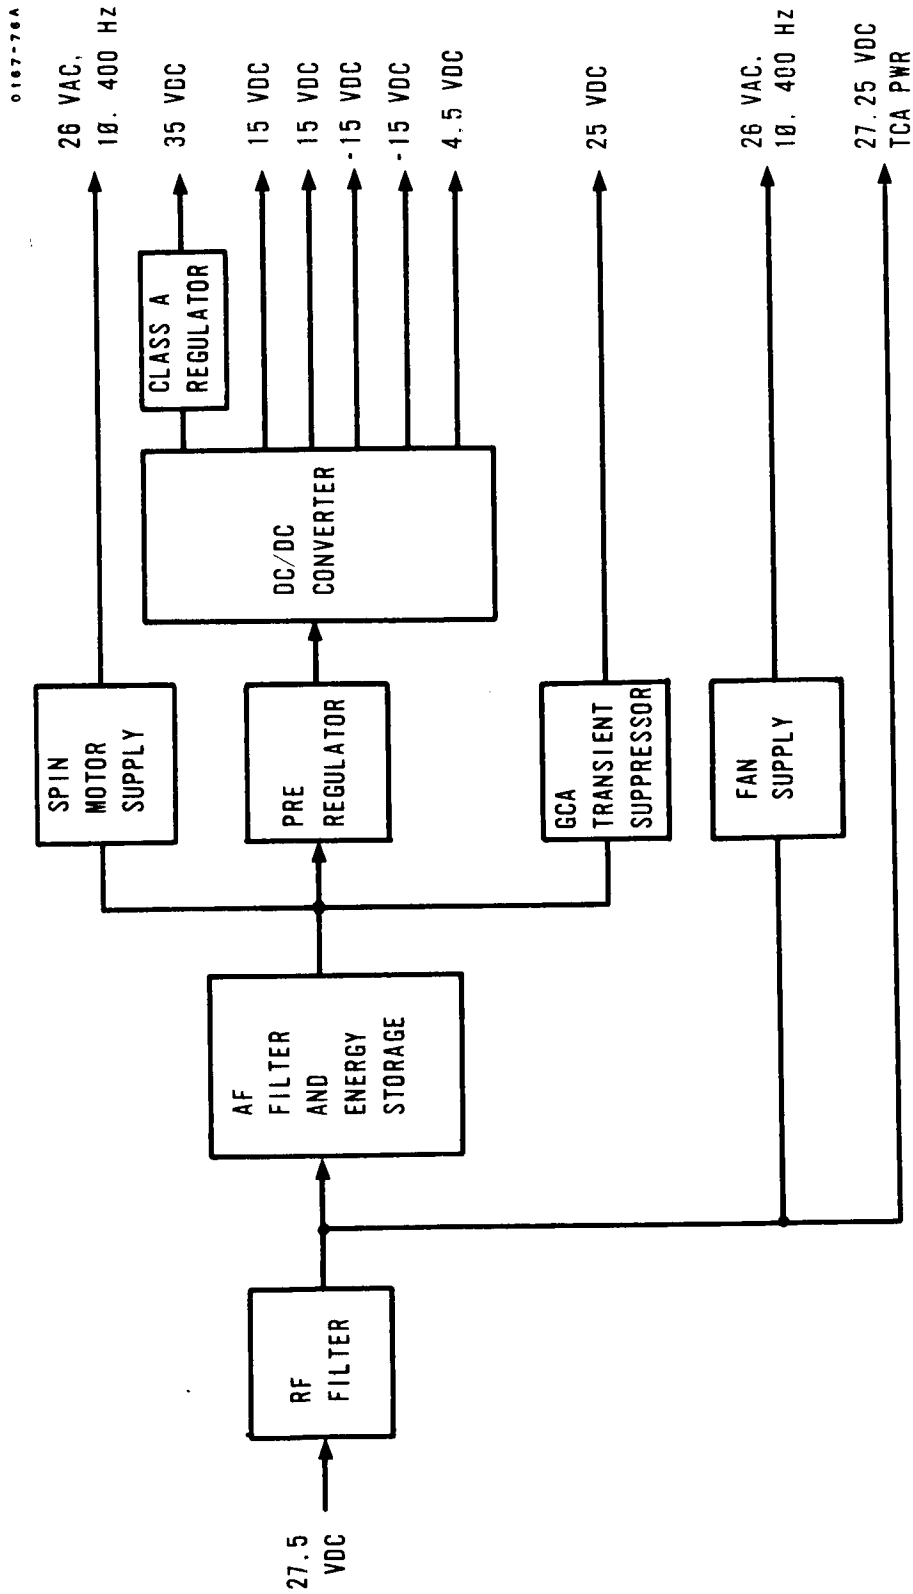 0167-76A
26 VAC,
10. 400 Hz
35 VDC
15 VDC
15 VDC
-15 VDC
-15 VDC
4.5 VDC
25 VDC
26 VAC.
10. 400 Hz
27.25 VDC
TCA PWR
CLASS A
REGULATOR
DC/DC
CONVERTER
SPIN
MOTOR
SUPPLY
PRE
REGULATOR
GCA
TRANSIENT
SUPPRESSOR
FAN
SUPPLY
AF
FILTER
AND
ENERGY
STORAGE
RF
FILTER
27.5
VDC